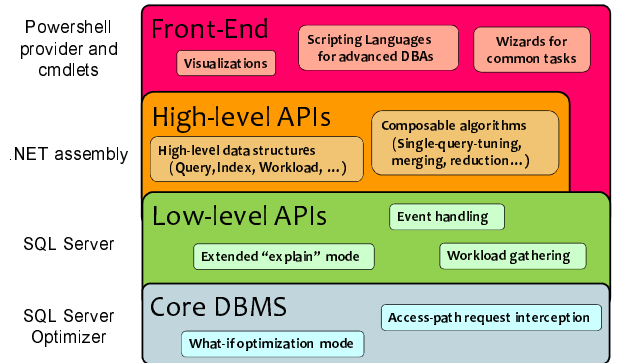 Powershell
provider and
cmdlets
Front-End
Visualizations
Scripting Languages
for advanced DBAs
Wizards for
common tasks
.NET assembly
High-level APIs
High-level data structures
(Query, Index, Workload, …)
Composable algorithms
(Single-query-tuning,
merging, reduction…)
SQL Server
Low-level APIs
Event handling
Extended “explain” mode
Workload gathering
SQL Server
Optimizer
Core DBMS
Access-path request interception
What-if optimization mode